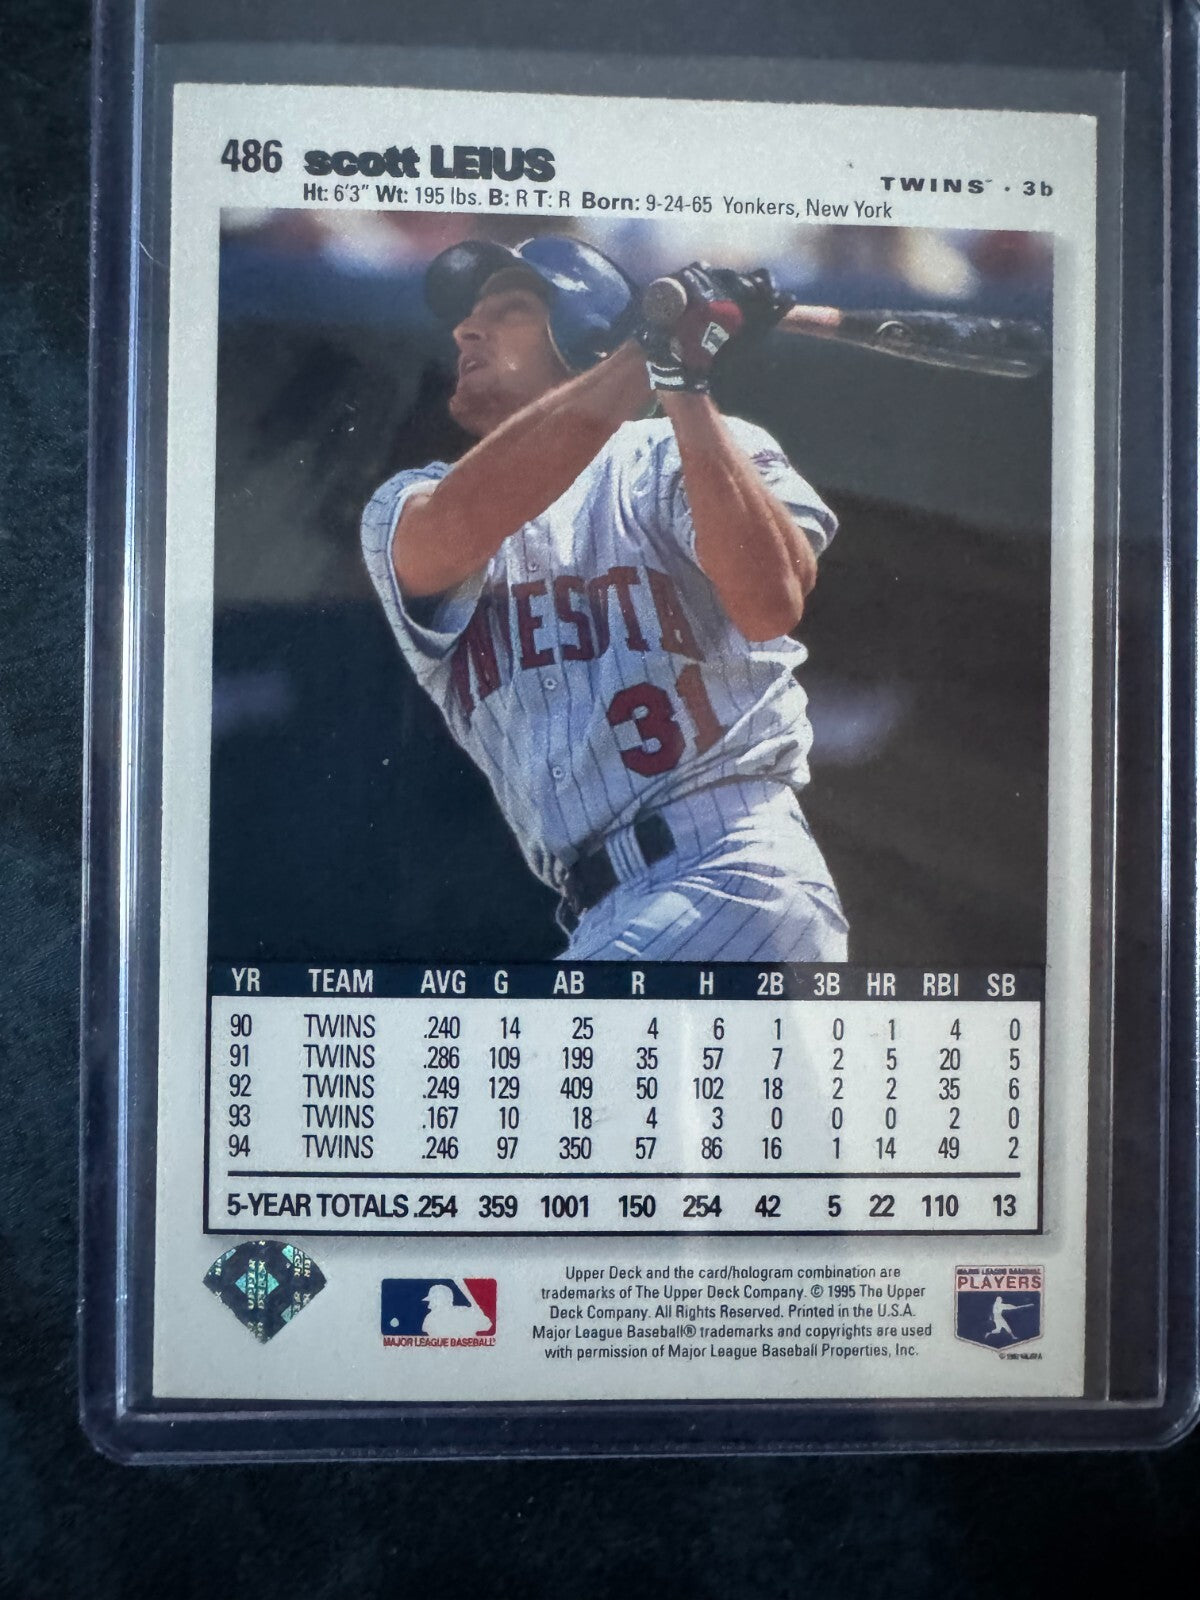 486 scott LEIUS
TWINS™ · 3b
Ht: 6'3" Wt: 195 lbs. B: R T: R Born: 9-24-65 Yonkers, New York
NNESOTA
31
YR TEAM AVG G AB R H 2B 3B HR RBI SB
90 TWINS .240 14 25 4 6 1 0 1 4 0
91 TWINS .286 109 199 35 57 7 2 5 20 5
92 TWINS .249 129 409 50 102 18 2 2 35 6
93 TWINS .167 10 18 4 3 0 0 0 2 0
94 TWINS .246 97 350 57 86 16 1 14 49 2
5-YEAR TOTALS .254 359 1001 150 254 42 5 22 110 13
UPPER DECK
MAJOR LEAGUE BASEBALL
Upper Deck and the card/hologram combination are
trademarks of The Upper Deck Company. © 1995 The Upper
Deck Company. All Rights Reserved. Printed in the U.S.A.
Major League Baseball® trademarks and copyrights are used
with permission of Major League Baseball Properties, Inc.
MAJOR LEAGUE BASEBALL
PLAYERS